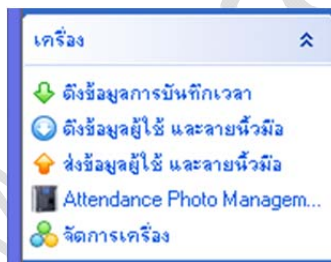 เครื่อง
ดึงข้อมูลการบันทึกเวลา
ดึงข้อมูลผู้ใช้ และลายนิ้วมือ
ส่งข้อมูลผู้ใช้ และลายนิ้วมือ
Attendance Photo Managem...
จัดการเครื่อง